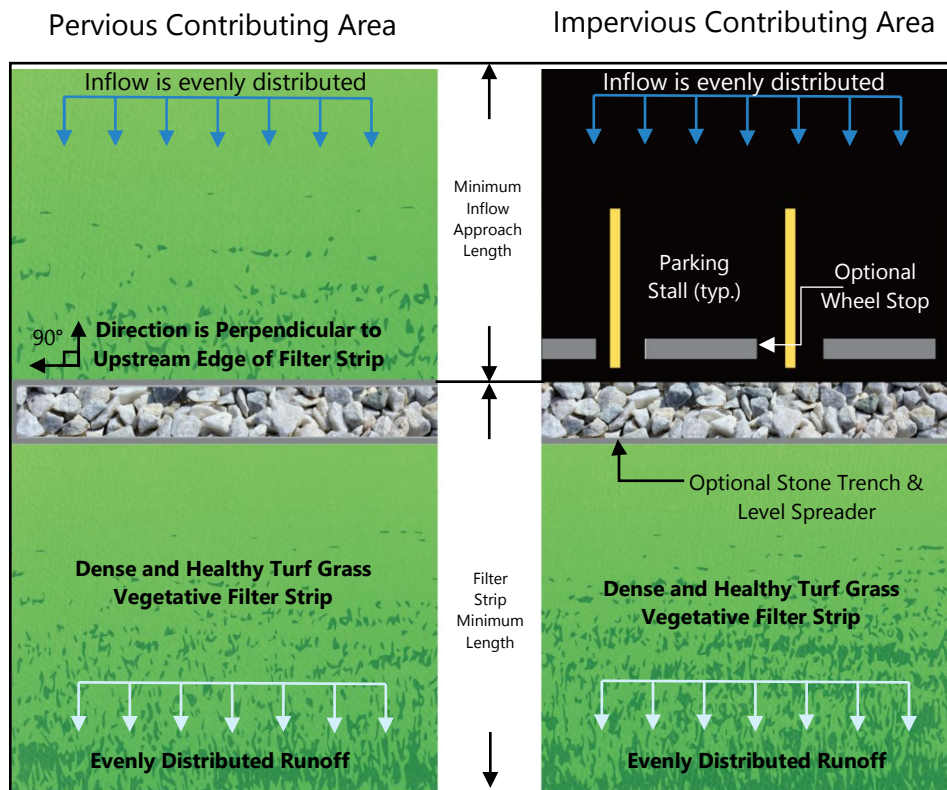 Pervious Contributing Area
Impervious Contributing Area
Inflow is evenly distributed
Inflow is evenly distributed
Minimum
Inflow
Approach
Length
Parking
Stall (typ.)
Optional
Wheel Stop
90°
Direction is Perpendicular to
Upstream Edge of Filter Strip
Optional Stone Trench &
Level Spreader
Dense and Healthy Turf Grass
Vegetative Filter Strip
Filter
Strip
Minimum
Length
Dense and Healthy Turf Grass
Vegetative Filter Strip
Evenly Distributed Runoff
Evenly Distributed Runoff